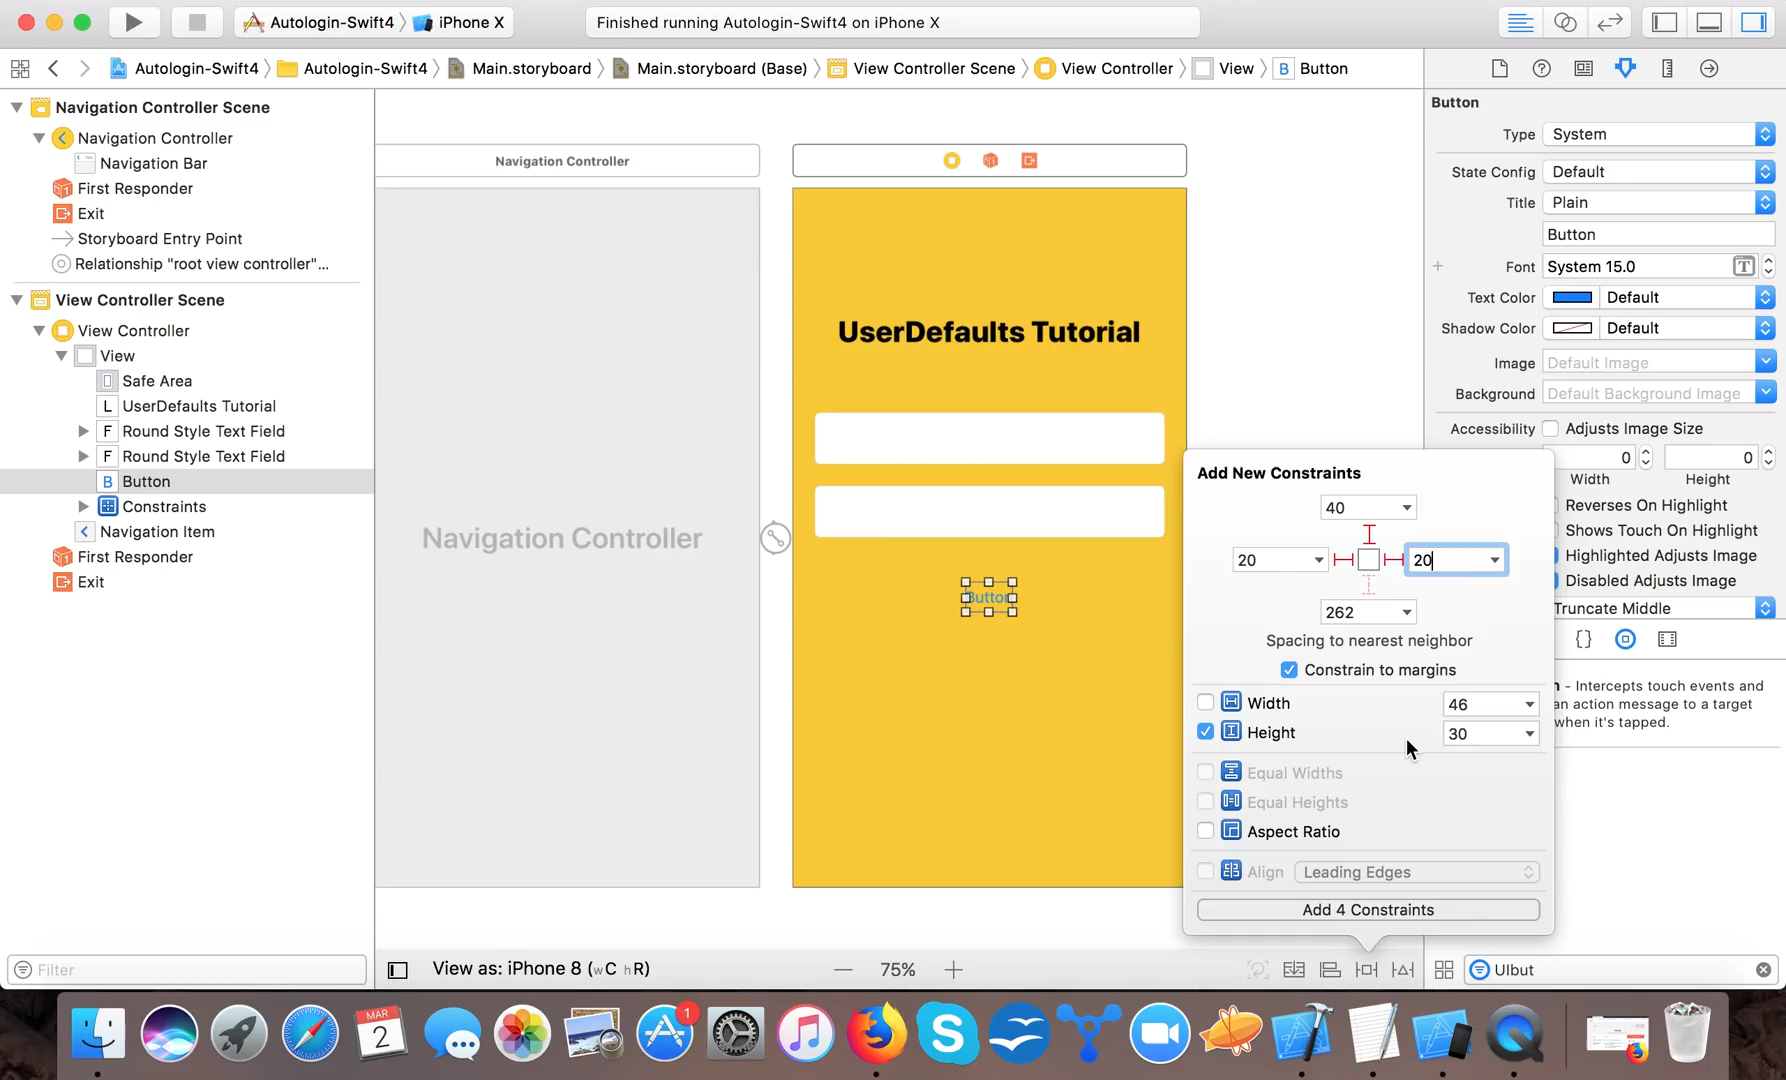 Autologin-Swift4 iPhone X
Finished running Autologin-Swift4 on iPhone X
Autologin-Swift4 Autologin-Swift4 Main.storyboard Main.storyboard (Base) View Controller Scene View Controller View B Button
Navigation Controller Scene
Navigation Controller
Navigation Bar
First Responder
Exit
Storyboard Entry Point
Relationship "root view controller"...
View Controller Scene
View Controller
View
Safe Area
L UserDefaults Tutorial
F Round Style Text Field
F Round Style Text Field
B Button
Constraints
Navigation Item
First Responder
Exit
Filter
Navigation Controller
Navigation Controller
UserDefaults Tutorial
Button
View as: iPhone 8 (wC hR)
75%
Add New Constraints
40
20
20
262
Spacing to nearest neighbor
Constrain to margins
Width 46
Height 30
Equal Widths
Equal Heights
Aspect Ratio
Align Leading Edges
Add 4 Constraints
Button
Type System
State Config Default
Title Plain
Button
Font System 15.0
Text Color Default
Shadow Color Default
Image Default Image
Background Default Background Image
Accessibility Adjusts Image Size
0 0
Width Height
Reverses On Highlight
Shows Touch On Highlight
Highlighted Adjusts Image
Disabled Adjusts Image
Truncate Middle
n - Intercepts touch events and
an action message to a target
when it's tapped.
UIbut
MAR
2
1